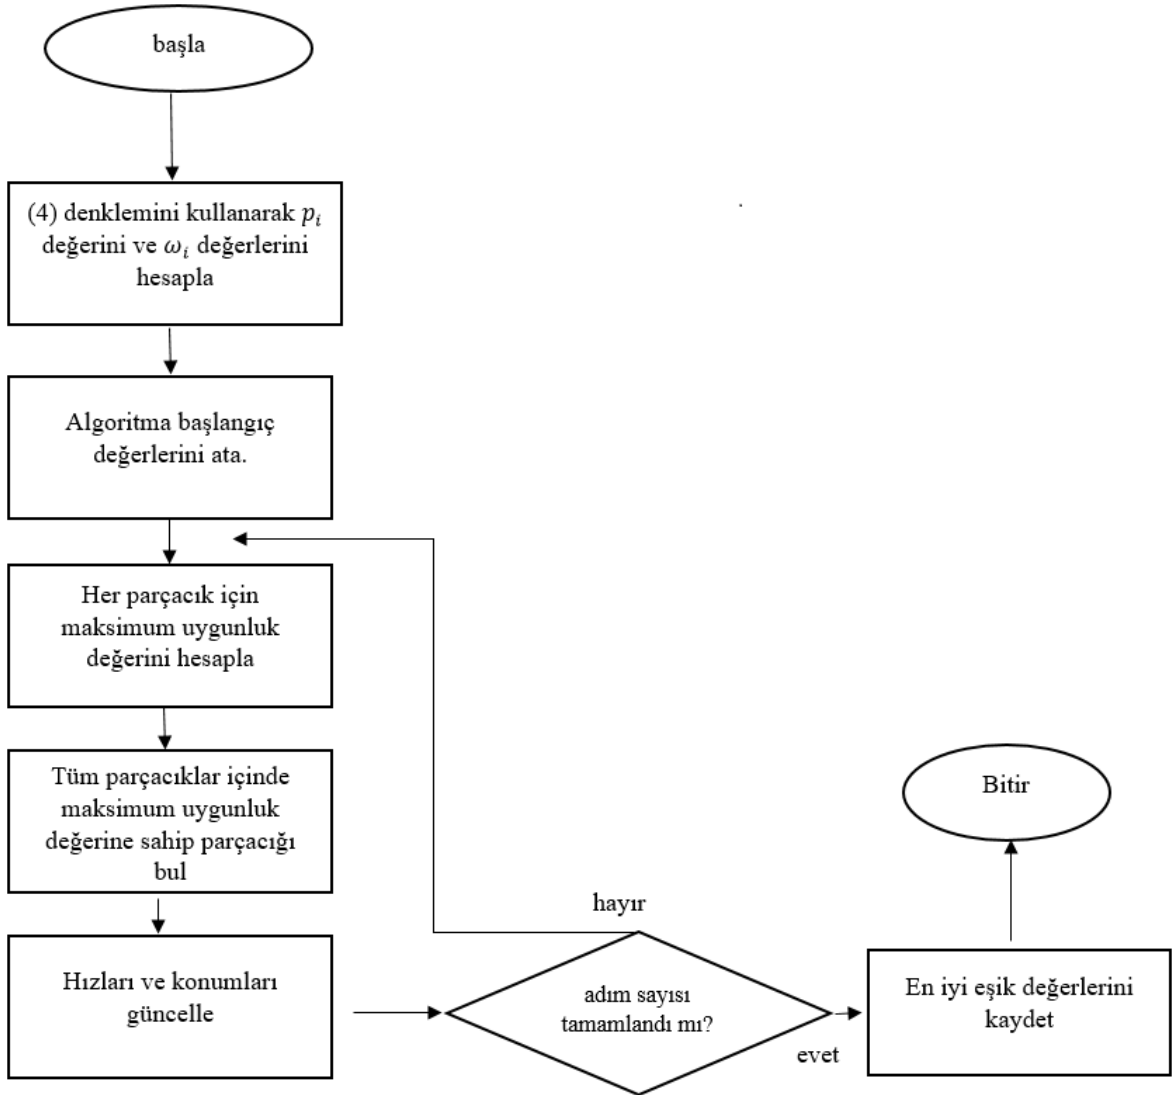 başla
(4) denklemini kullanarak pᵢ
değerini ve ωᵢ değerlerini
hesapla
Algoritma başlangıç
değerlerini ata.
Her parçacık için
maksimum uygunluk
değerini hesapla
Tüm parçacıklar içinde
maksimum uygunluk
değerine sahip parçacığı
bul
Hızları ve konumları
güncelle
hayır
adım sayısı
tamamlandı mı?
evet
En iyi eşik değerlerini
kaydet
Bitir